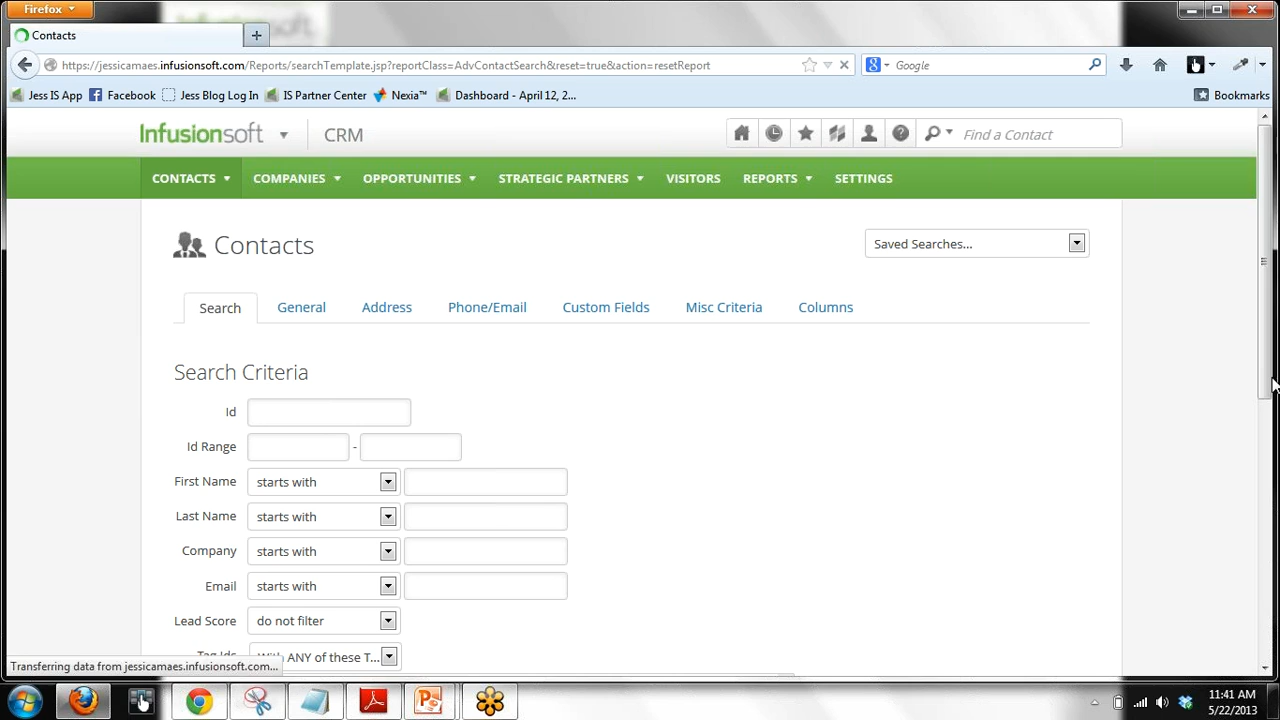 Firefox
Contacts
https://jessicamaes.infusionsoft.com/Reports/searchTemplate.jsp?reportClass=AdvContactSearch&reset=true&action=resetReport
Google
Jess IS App Facebook Jess Blog Log In IS Partner Center Nexia™ Dashboard - April 12, 2... Bookmarks
Infusionsoft CRM Find a Contact
CONTACTS COMPANIES OPPORTUNITIES STRATEGIC PARTNERS VISITORS REPORTS SETTINGS
Contacts Saved Searches...
Search General Address Phone/Email Custom Fields Misc Criteria Columns
Search Criteria
Id
Id Range -
First Name starts with
Last Name starts with
Company starts with
Email starts with
Lead Score do not filter
Tag Ids With ANY of these T...
Transferring data from jessicamaes.infusionsoft.com...
11:41 AM
5/22/2013